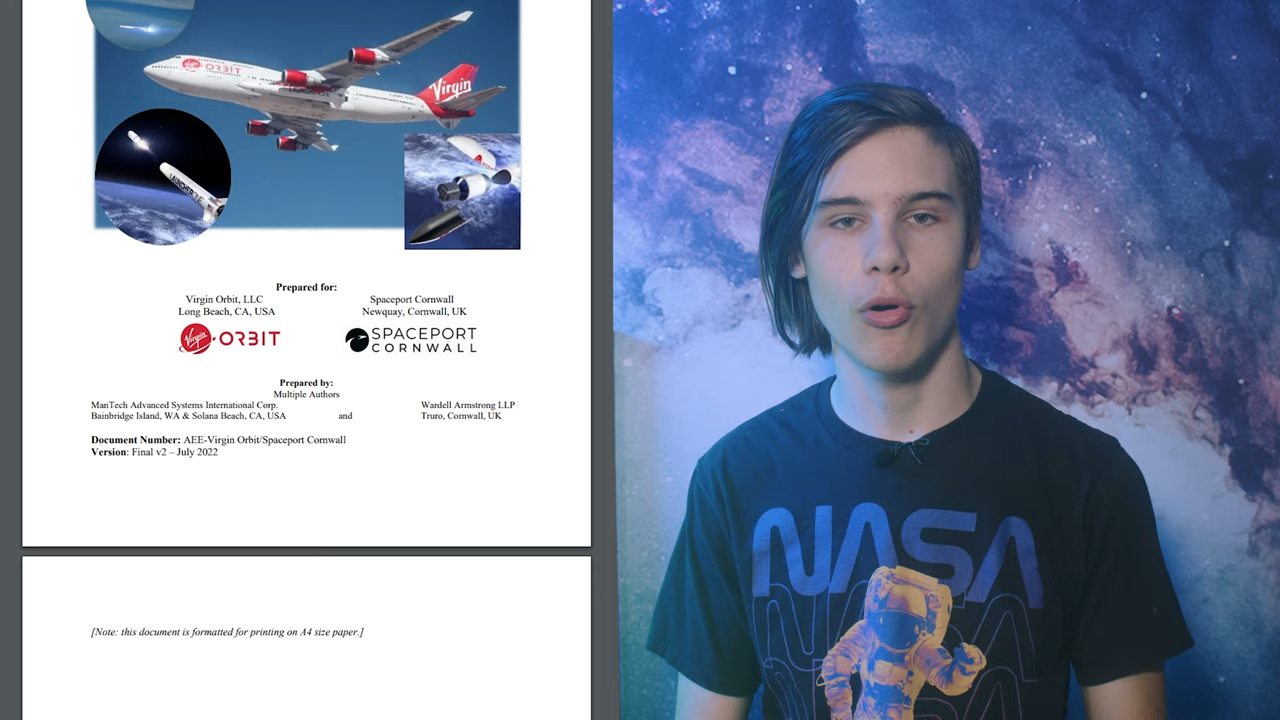 Virgin ORBIT
Virgin
LAUNCHERONE
Prepared for:
Virgin Orbit, LLC
Spaceport Cornwall
Long Beach, CA, USA
Newquay, Cornwall, UK
Virgin ORBIT
SPACEPORT
CORNWALL
Prepared by:
Multiple Authors
ManTech Advanced Systems International Corp.
Wardell Armstrong LLP
Bainbridge Island, WA & Solana Beach, CA, USA
and
Truro, Cornwall, UK
Document Number: AEE-Virgin Orbit/Spaceport Cornwall
Version: Final v2 – July 2022
[Note: this document is formatted for printing on A4 size paper.]
NASA
NASA